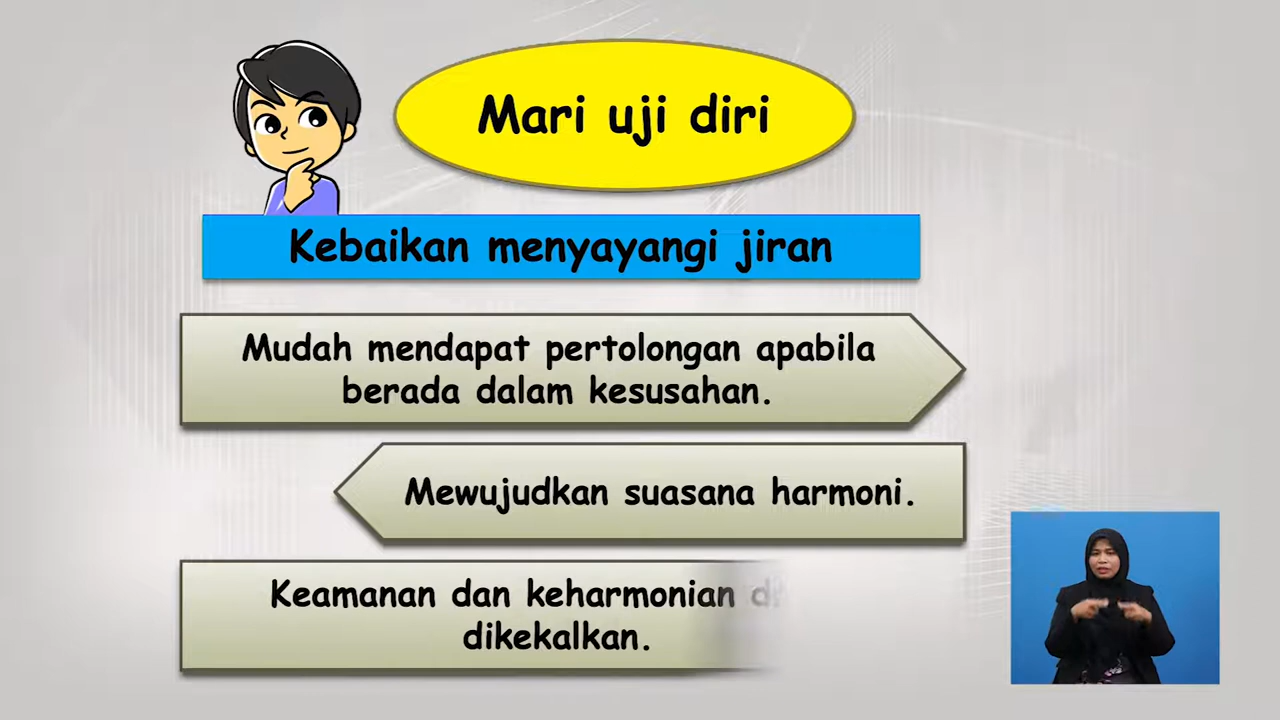 Mari uji diri
Kebaikan menyayangi jiran
Mudah mendapat pertolongan apabila
berada dalam kesusahan.
Mewujudkan suasana harmoni.
Keamanan dan keharmonian
dikekalkan.